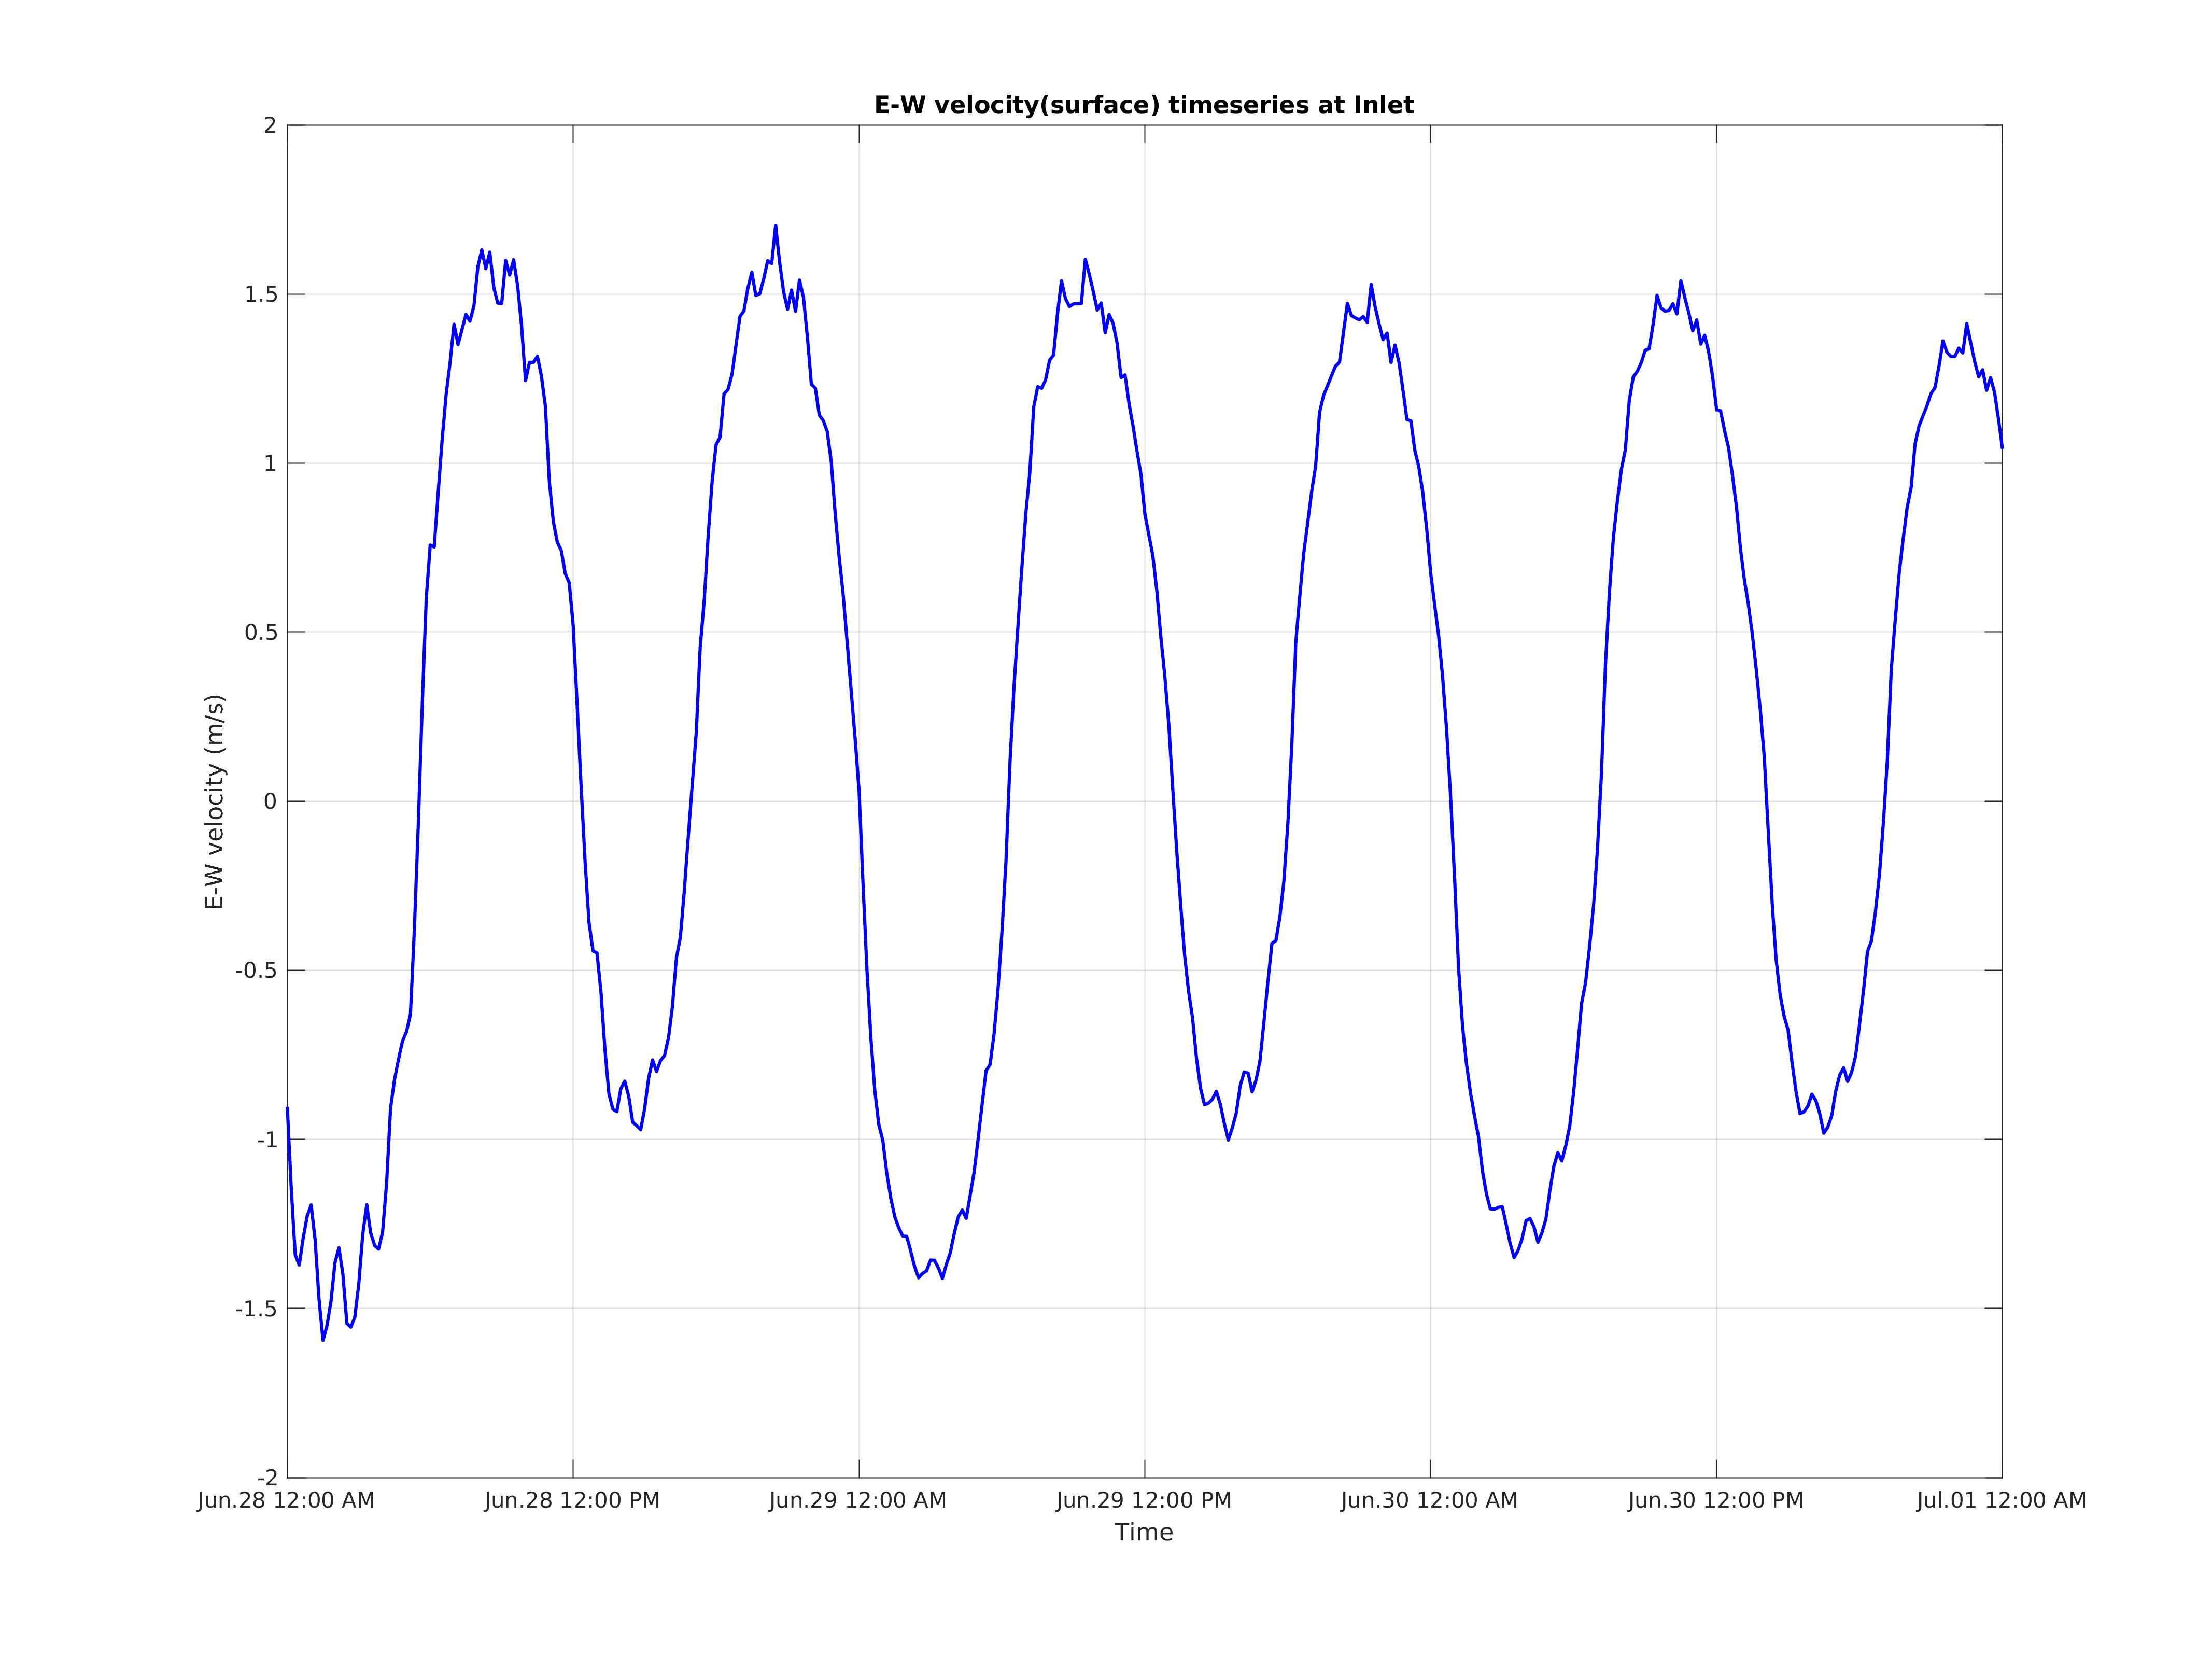 E-W velocity(surface) timeseries at Inlet
2
1.5
1
0.5
0
-0.5
-1
-1.5
-2
E-W velocity (m/s)
Jun.28 12:00 AM Jun.28 12:00 PM Jun.29 12:00 AM Jun.29 12:00 PM Jun.30 12:00 AM Jun.30 12:00 PM Jul.01 12:00 AM
Time